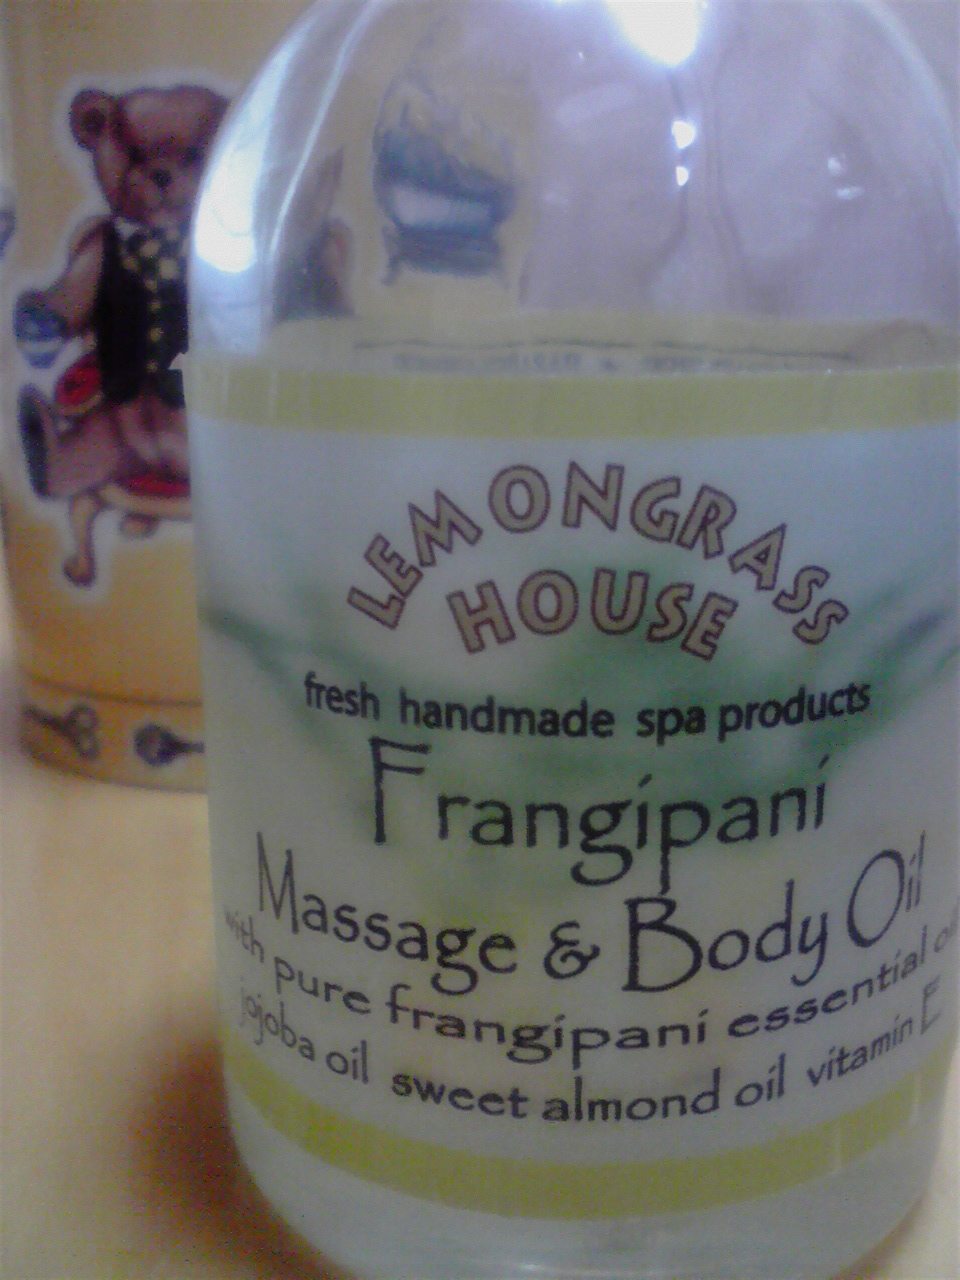 LEMONGRASS
HOUSE
fresh handmade spa products
Frangipani
Massage & Body Oil
with pure frangipani essential oil
jojoba oil sweet almond oil vitamin E